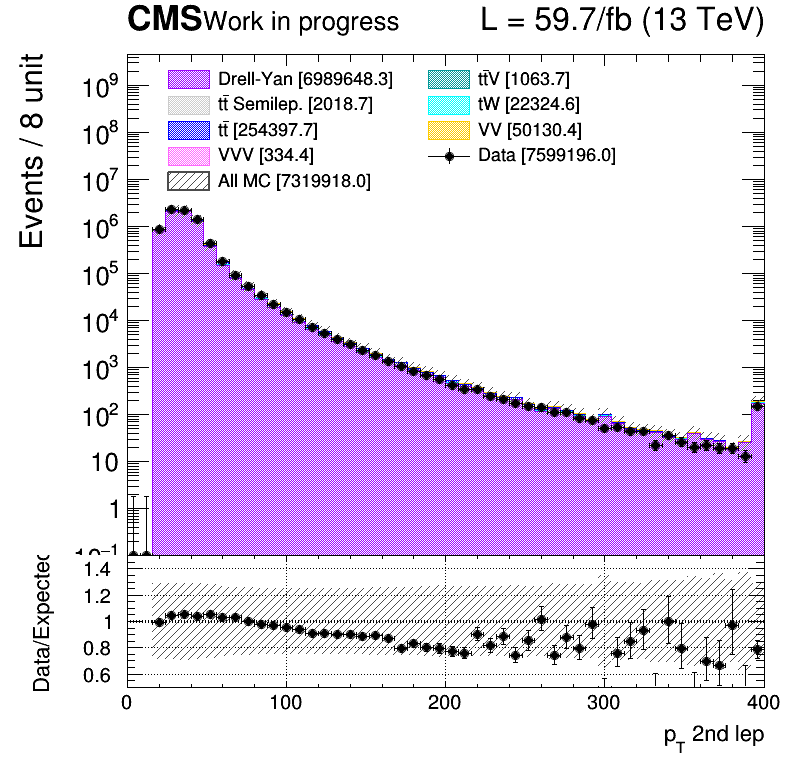 CMS Work in progress L = 59.7/fb (13 TeV)
Events / 8 unit
Drell-Yan [6989648.3]
tt̄V [1063.7]
tt̄ Semilep. [2018.7]
tW [22324.6]
tt̄ [254397.7]
VV [50130.4]
VVV [334.4]
Data [7599196.0]
All MC [7319918.0]
10⁹
10⁸
10⁷
10⁶
10⁵
10⁴
10³
10²
10
1
10⁻¹
Data/Expected
1.4
1.2
1
0.8
0.6
0 100 200 300 400
p_T 2nd lep